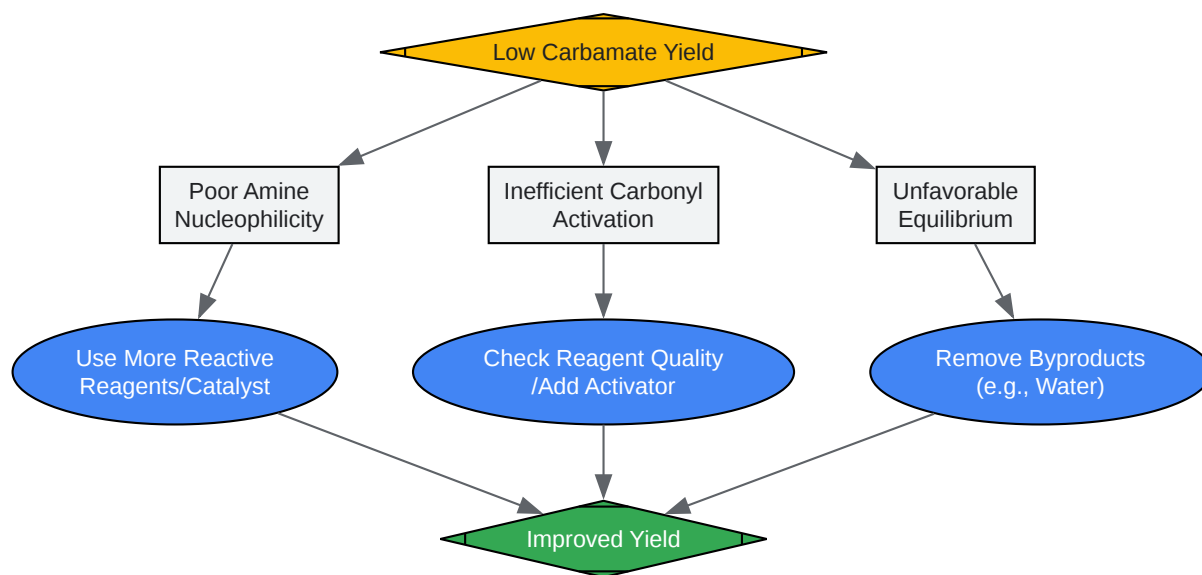 Low Carbamate Yield
Poor Amine
Nucleophilicity
Inefficient Carbonyl
Activation
Unfavorable
Equilibrium
Use More Reactive
Reagents/Catalyst
Check Reagent Quality
/Add Activator
Remove Byproducts
(e.g., Water)
Improved Yield